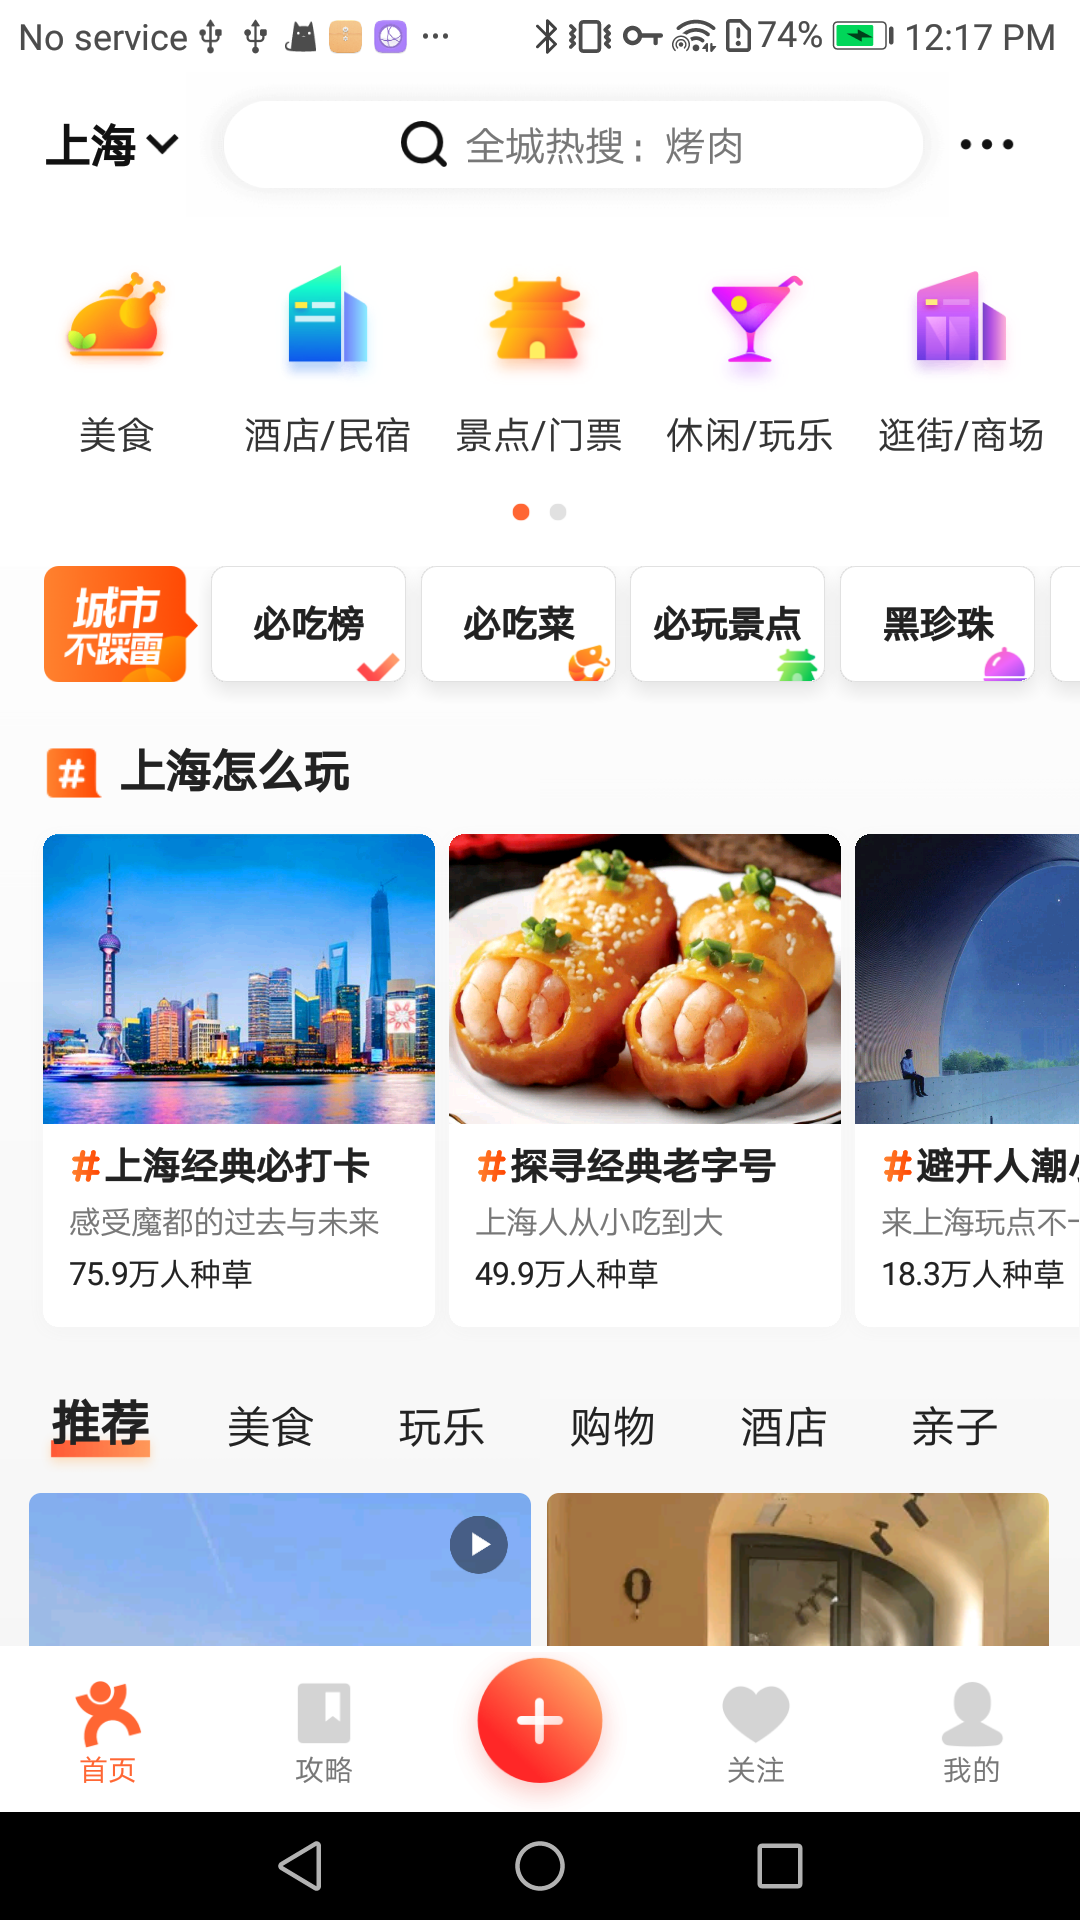 No service 74% 12:17 PM
上海 全城热搜：烤肉
美食 酒店/民宿 景点/门票 休闲/玩乐 逛街/商场
城市
不踩雷
必吃榜 必吃菜 必玩景点 黑珍珠
# 上海怎么玩
#上海经典必打卡
感受魔都的过去与未来
75.9万人种草
#探寻经典老字号
上海人从小吃到大
49.9万人种草
#避开人潮
来上海玩点不
18.3万人种草
推荐 美食 玩乐 购物 酒店 亲子
首页 攻略 关注 我的